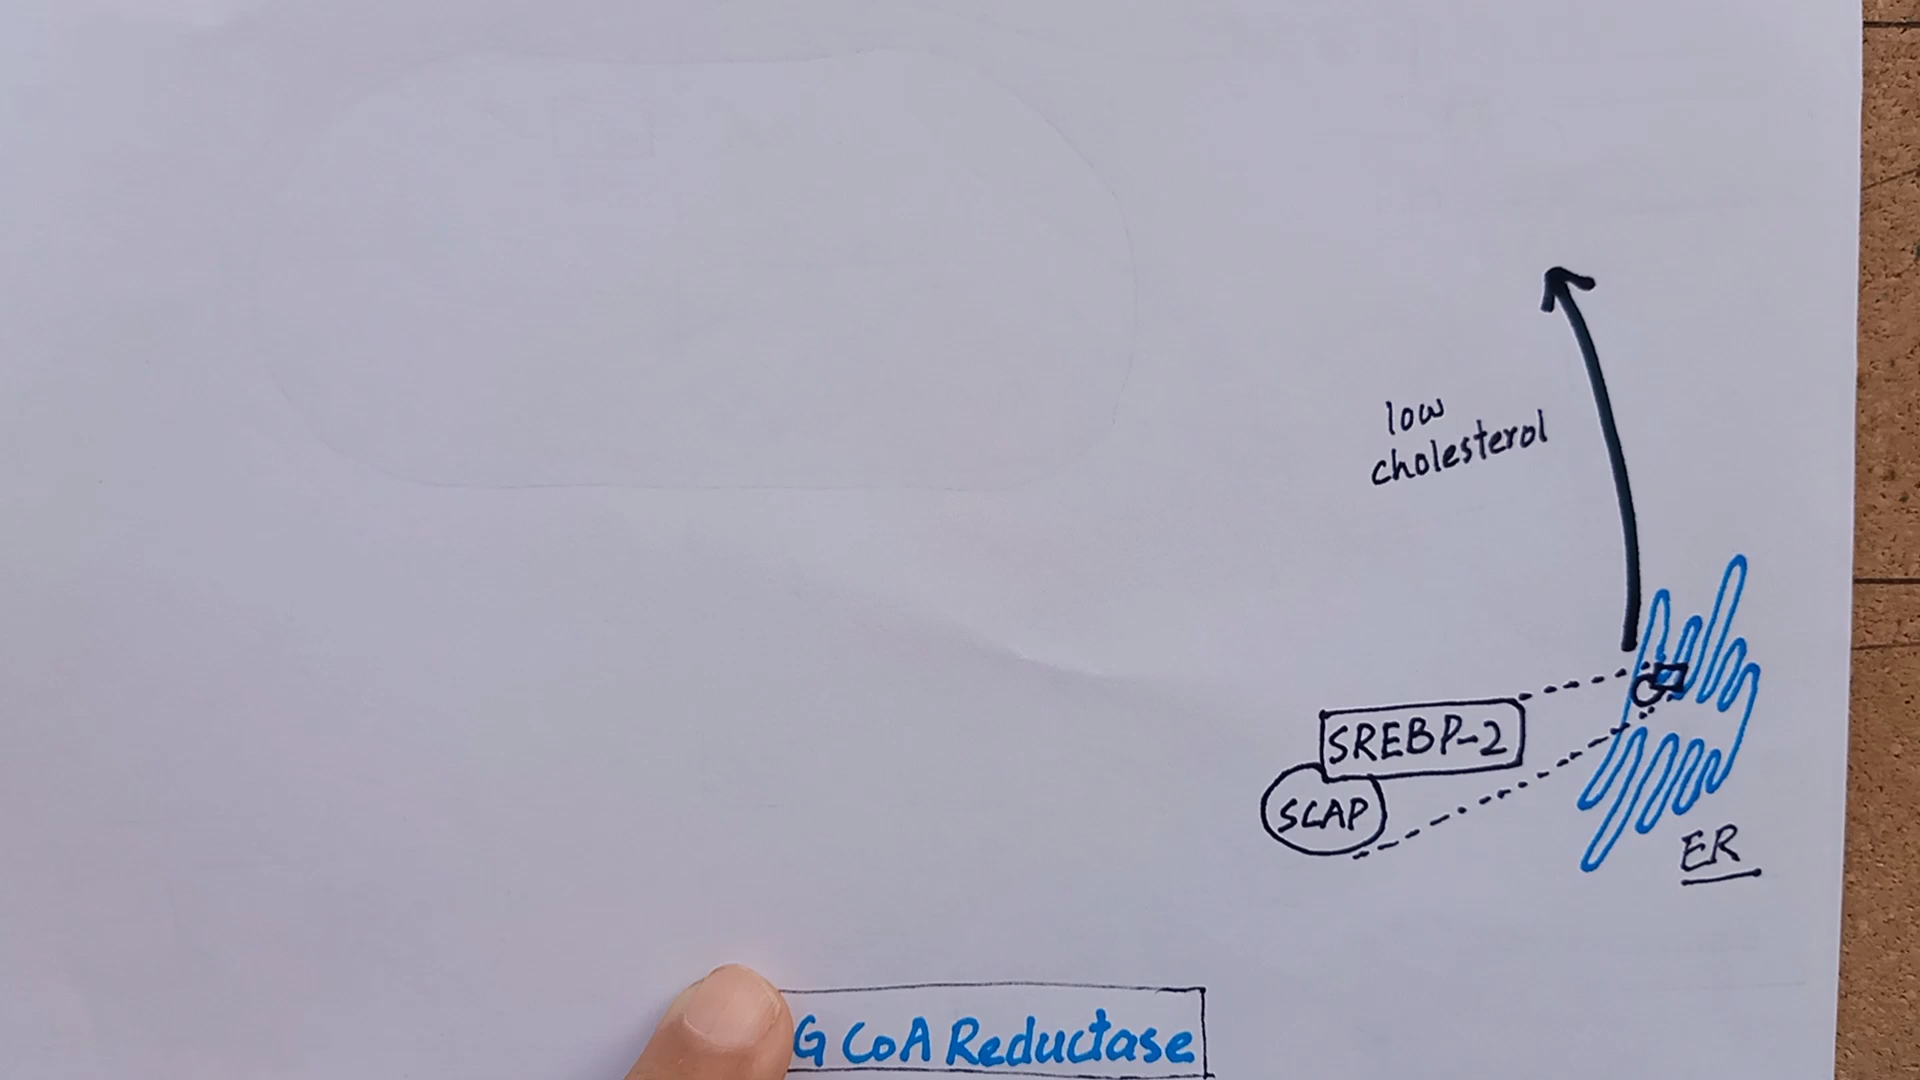 low
cholesterol
SREBP-2
SCAP
ER
G CoA Reductase